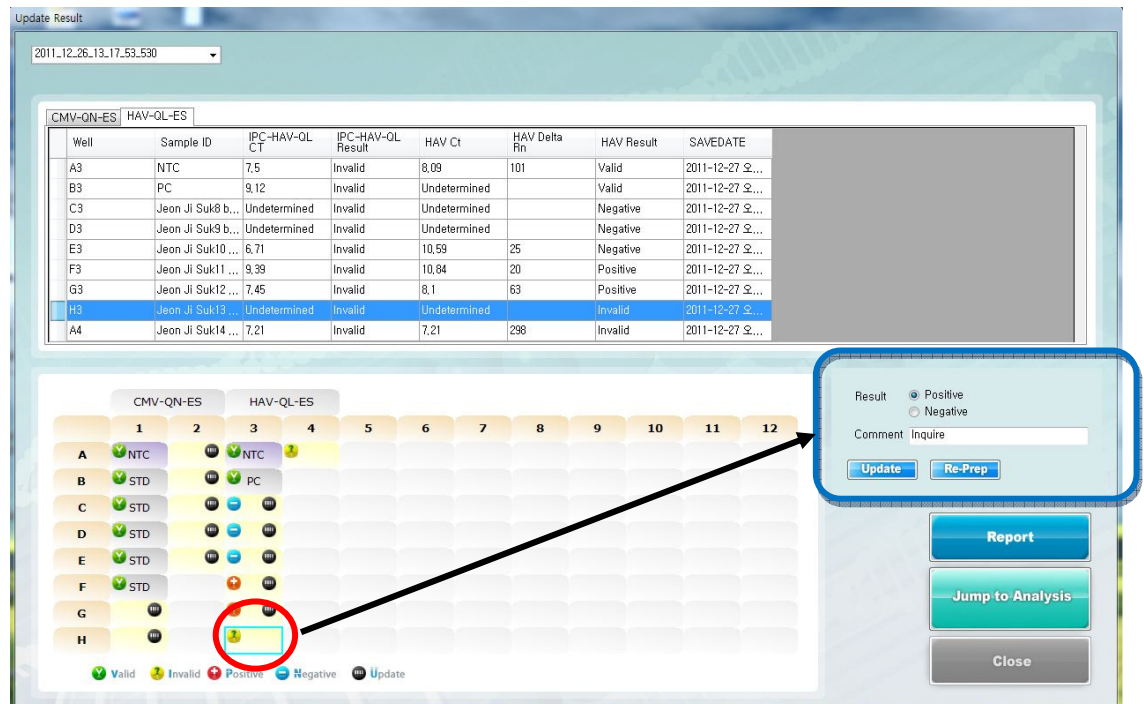 Update Result
2011_12_26_13_17_53_530
CMV-QN-ES HAV-QL-ES
Well Sample ID IPC-HAV-QL CT IPC-HAV-QL Result HAV Ct HAV Delta Rn HAV Result SAVEDATE
A3 NTC 7,5 Invalid 8,09 101 Valid 2011-12-27 오...
B3 PC 9,12 Invalid Undetermined Valid 2011-12-27 오...
C3 Jeon Ji Suk8 b... Undetermined Invalid Undetermined Negative 2011-12-27 오...
D3 Jeon Ji Suk9 b... Undetermined Invalid Undetermined Negative 2011-12-27 오...
E3 Jeon Ji Suk10 ... 6,71 Invalid 10,59 25 Negative 2011-12-27 오...
F3 Jeon Ji Suk11 ... 9,39 Invalid 10,84 20 Positive 2011-12-27 오...
G3 Jeon Ji Suk12 ... 7,45 Invalid 8,1 63 Positive 2011-12-27 오...
H3 Jeon Ji Suk13 ... Undetermined Invalid Undetermined Invalid 2011-12-27 오...
A4 Jeon Ji Suk14 ... 7,21 Invalid 7,21 298 Invalid 2011-12-27 오...
CMV-QN-ES HAV-QL-ES
1 2 3 4 5 6 7 8 9 10 11 12
A NTC NTC
B STD PC
C STD
D STD
E STD
F STD
G
H
Valid Invalid Positive Negative Update
Result Positive
Negative
Comment Inquire
Update Re-Prep
Report
Jump to Analysis
Close